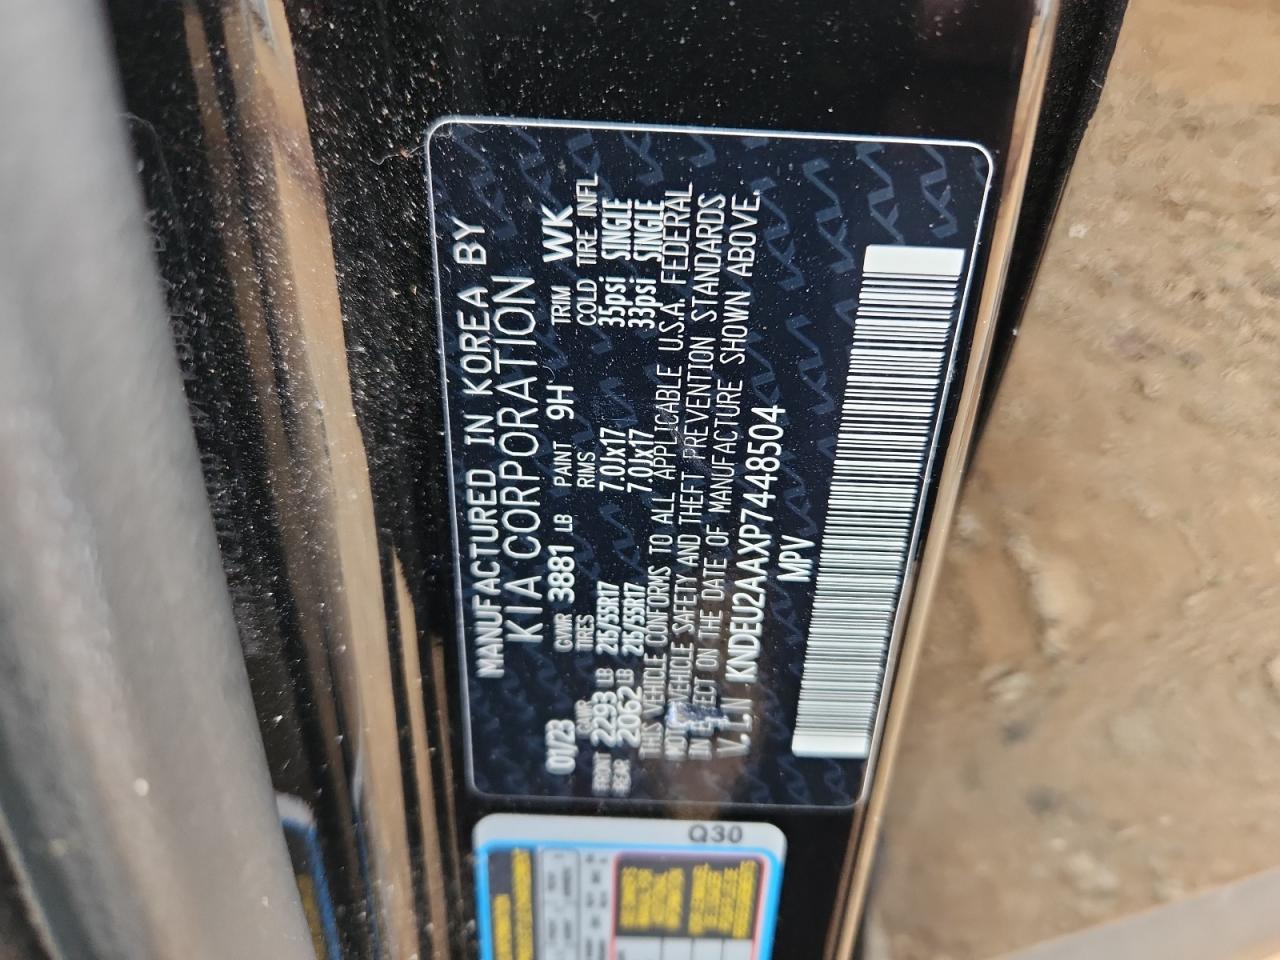 MANUFACTURED IN KOREA BY
KIA CORPORATION
01/23 GVWR 3881 LB PAINT 9H TRIM WK
GAWR TIRES RIMS COLD TIRE INFL
FRONT 2293 LB 215/55R17 7.0Jx17 35psi SINGLE
REAR 2062 LB 215/55R17 7.0Jx17 33psi SINGLE
THIS VEHICLE CONFORMS TO ALL APPLICABLE U.S.A. FEDERAL
MOTOR VEHICLE SAFETY AND THEFT PREVENTION STANDARDS
IN EFFECT ON THE DATE OF MANUFACTURE SHOWN ABOVE.
V.I.N KNDEU2AAXP7448504
MPV
Q30